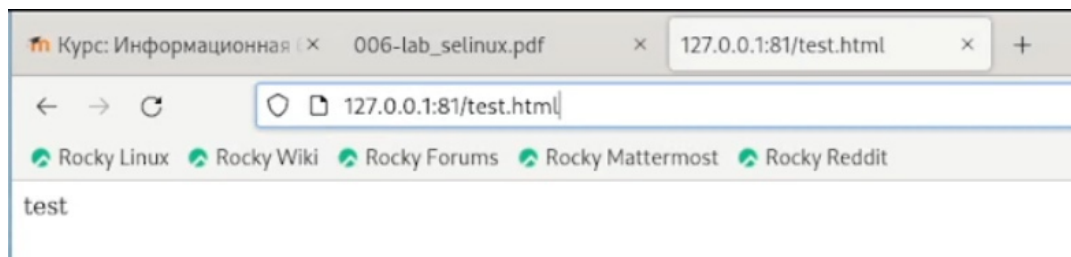 Курс: Информационная ( 006-lab_selinux.pdf 127.0.0.1:81/test.html
127.0.0.1:81/test.html
Rocky Linux Rocky Wiki Rocky Forums Rocky Mattermost Rocky Reddit
test